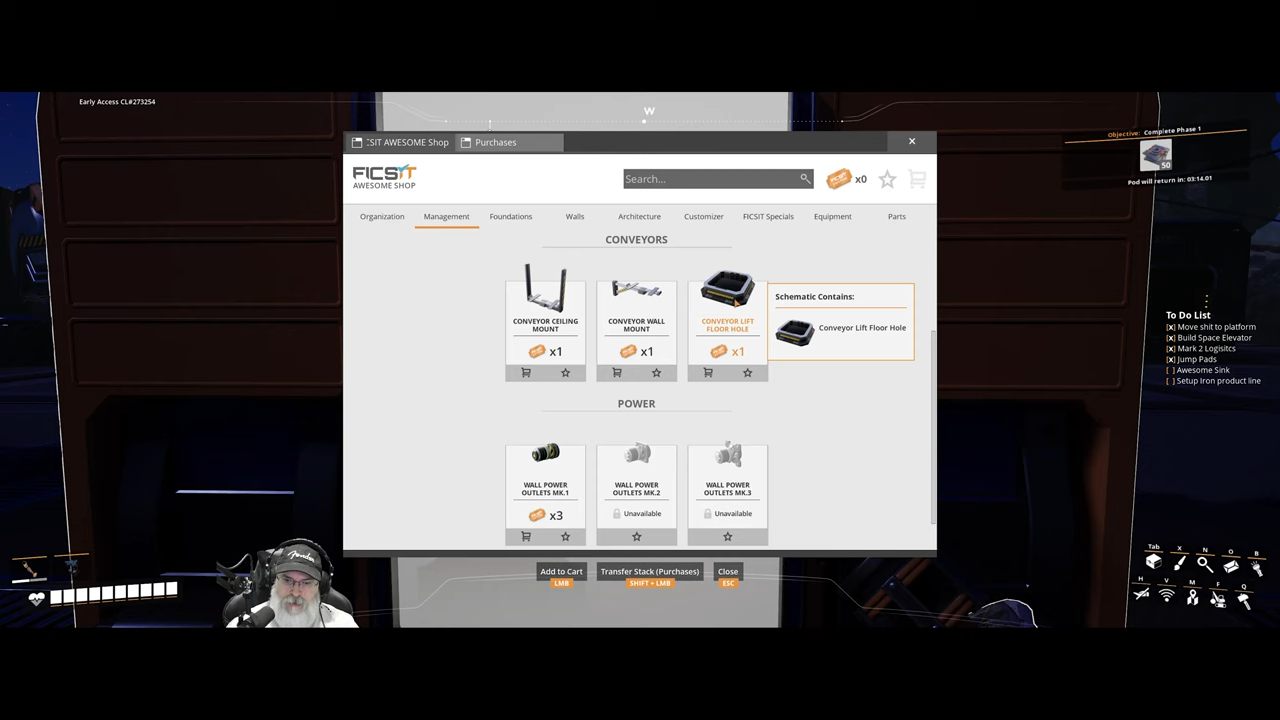 Early Access CL#273254
W
Objective: Complete Phase 1
50
Pod will return in: 03:14.01
:SIT AWESOME Shop
Purchases
FICSIT
AWESOME SHOP
Search...
x0
Organization
Management
Foundations
Walls
Architecture
Customizer
FICSIT Specials
Equipment
Parts
CONVEYORS
CONVEYOR CEILING
MOUNT
x1
CONVEYOR WALL
MOUNT
x1
CONVEYOR LIFT
FLOOR HOLE
x1
Schematic Contains:
Conveyor Lift Floor Hole
POWER
WALL POWER
OUTLETS MK.1
x3
WALL POWER
OUTLETS MK.2
Unavailable
WALL POWER
OUTLETS MK.3
Unavailable
To Do List
[x] Move shit to platform
[x] Build Space Elevator
[x] Mark 2 Logisitcs
[x] Jump Pads
[ ] Awesome Sink
[ ] Setup Iron product line
Add to Cart
LMB
Transfer Stack (Purchases)
SHIFT + LMB
Close
ESC
Fender
Tab X N O B
H V M F Q